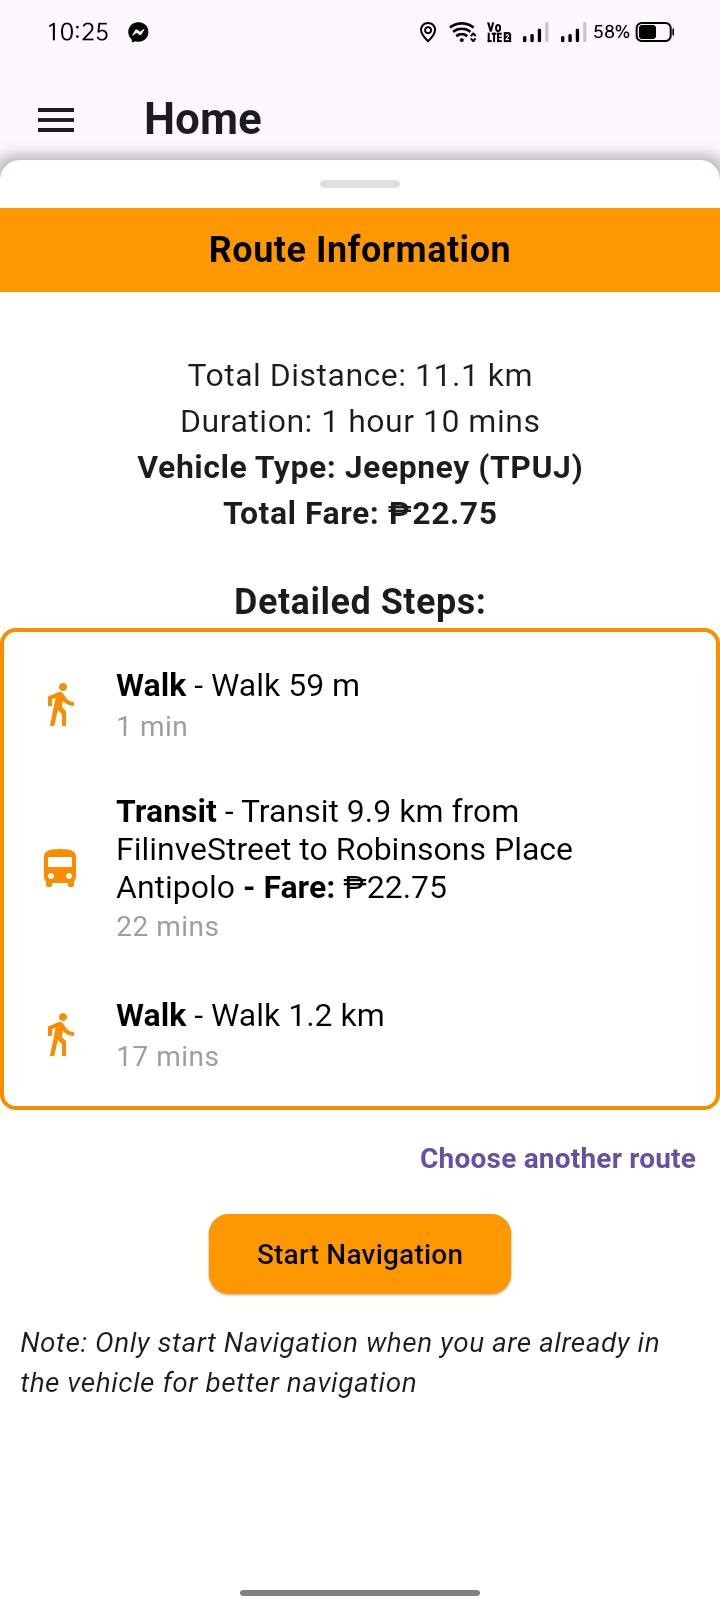 10:25
Vo
LTE 2
58%
Home
Route Information
Total Distance: 11.1 km
Duration: 1 hour 10 mins
Vehicle Type: Jeepney (TPUJ)
Total Fare: ₱22.75
Detailed Steps:
Walk - Walk 59 m
1 min
Transit - Transit 9.9 km from
FilinveStreet to Robinsons Place
Antipolo - Fare: ₱22.75
22 mins
Walk - Walk 1.2 km
17 mins
Choose another route
Start Navigation
Note: Only start Navigation when you are already in
the vehicle for better navigation